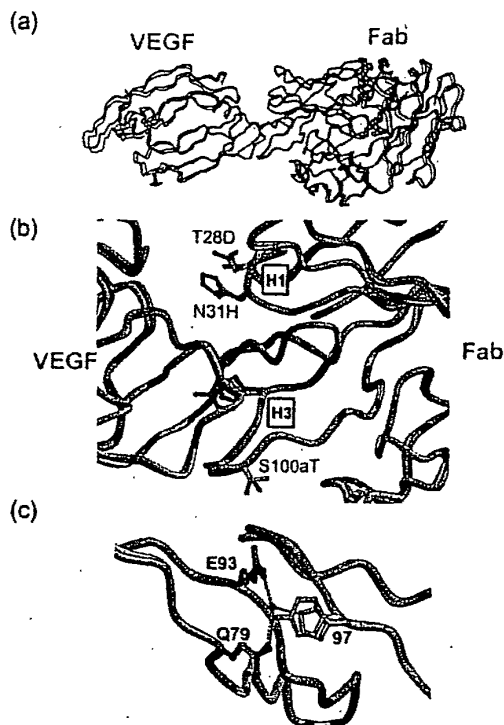 (a)
VEGF
Fab
(b)
T28D
H1
N31H
VEGF
Fab
H3
S100aT
(c)
E93
Q79
97